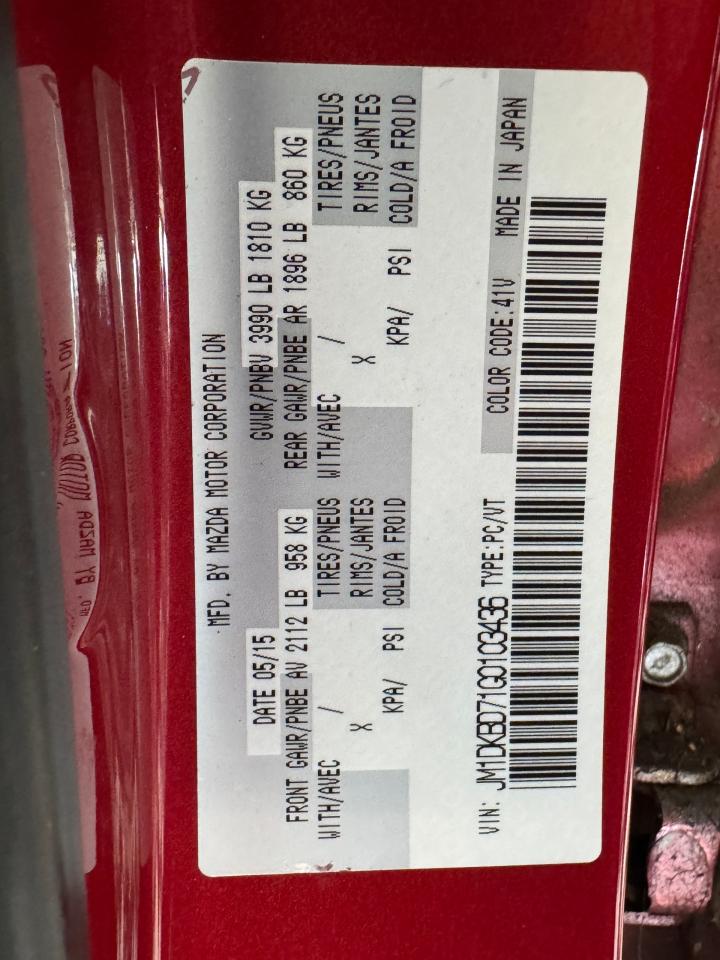 MFD. BY MAZDA MOTOR CORPORATION
DATE 05/15 GVWR/PNBV 3990 LB 1810 KG
FRONT GAWR/PNBE AV 2112 LB 958 KG REAR GAWR/PNBE AR 1896 LB 860 KG
WITH/AVEC / TIRES/PNEUS WITH/AVEC / TIRES/PNEUS
X RIMS/JANTES X RIMS/JANTES
KPA/ PSI COLD/A FROID KPA/ PSI COLD/A FROID
VIN: JM1DKBD71G0103436 TYPE:PC/VT COLOR CODE:41V MADE IN JAPAN